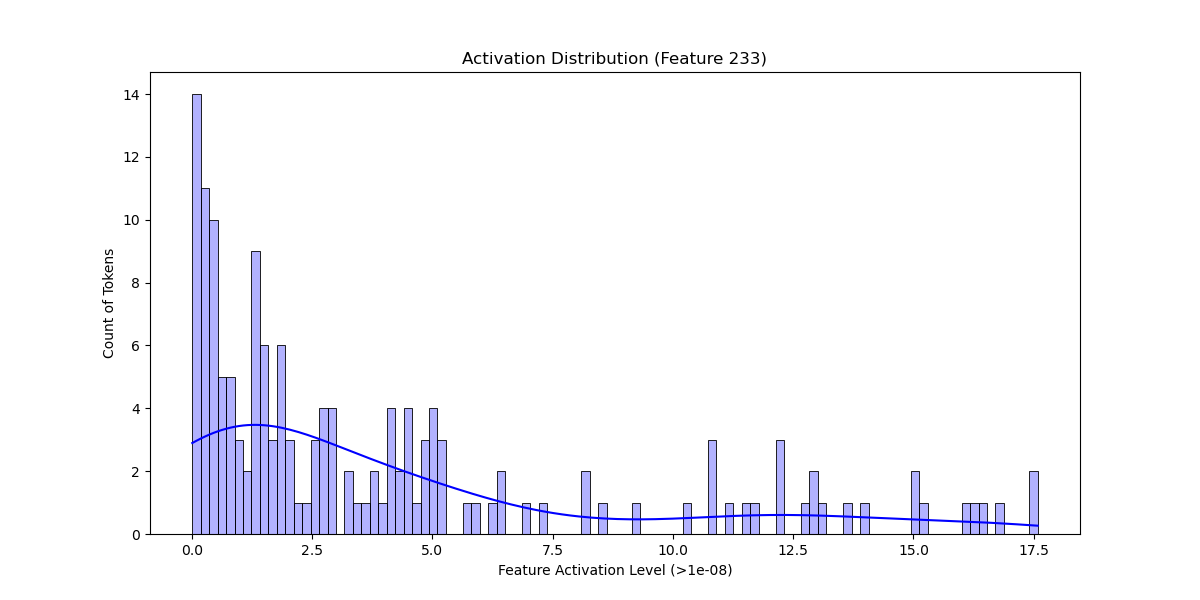 Activation Distribution (Feature 233)
14
12
10
8
6
4
2
0
Count of Tokens
0.0 2.5 5.0 7.5 10.0 12.5 15.0 17.5
Feature Activation Level (>1e-08)